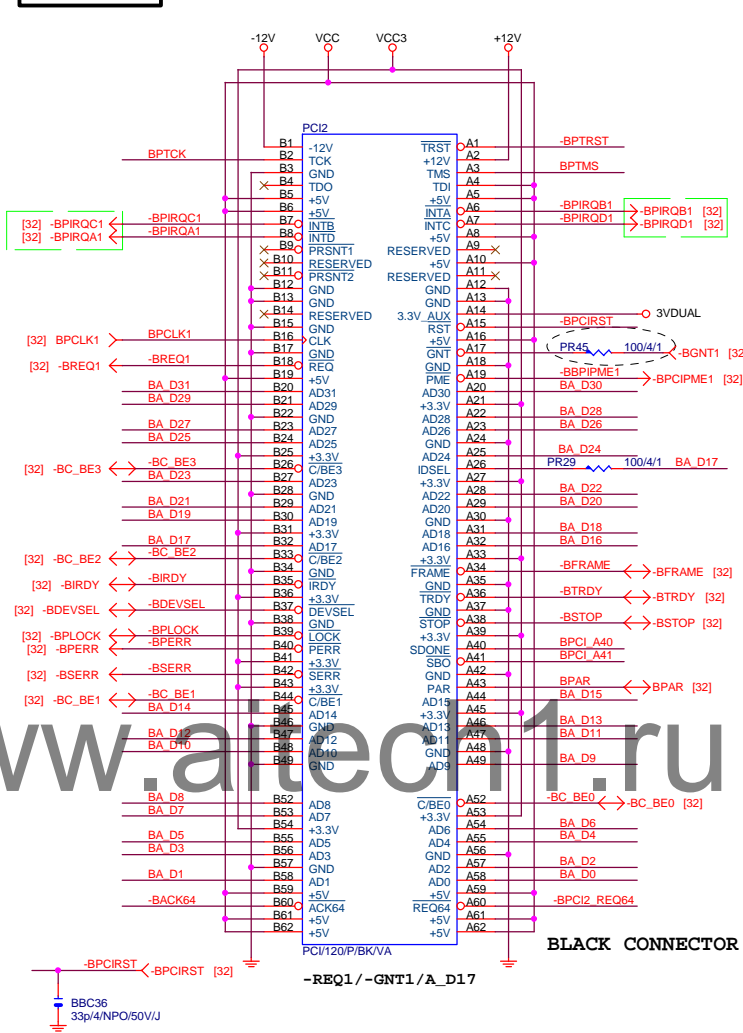 -12V VCC VCC3 +12V
PCI2
BPTCK B1 -12V TRST A1 -BPTRST
B2 TCK +12V A2
B3 GND TMS A3 BPTMS
B4 TDO TDI A4
B5 +5V +5V A5
B6 +5V INTA A6 -BPIRQB1 -BPIRQB1 [32]
[32] -BPIRQC1 -BPIRQC1 B7 INTB INTC A7 -BPIRQD1 -BPIRQD1 [32]
[32] -BPIRQA1 -BPIRQA1 B8 INTD +5V A8
B9 PRSNT1 RESERVED A9
B10 RESERVED +5V A10
B11 PRSNT2 RESERVED A11
B12 GND GND A12
B13 GND GND A13
B14 RESERVED 3.3V_AUX A14 3VDUAL
B15 GND RST A15 -BPCIRST
[32] BPCLK1 BPCLK1 B16 CLK +5V A16
B17 GND GNT A17 PR45 100/4/1 -BGNT1 [32
[32] -BREQ1 -BREQ1 B18 REQ GND A18
B19 +5V PME A19 -BBPIPME1 -BPCIPME1 [32]
BA_D31 B20 AD31 AD30 A20 BA_D30
BA_D29 B21 AD29 +3.3V A21
B22 GND AD28 A22 BA_D28
BA_D27 B23 AD27 AD26 A23 BA_D26
BA_D25 B24 AD25 GND A24
B25 +3.3V AD24 A25 BA_D24
[32] -BC_BE3 -BC_BE3 B26 C/BE3 IDSEL A26 PR29 100/4/1 BA_D17
BA_D23 B27 AD23 +3.3V A27
B28 GND AD22 A28 BA_D22
BA_D21 B29 AD21 AD20 A29 BA_D20
BA_D19 B30 AD19 GND A30
B31 +3.3V AD18 A31 BA_D18
BA_D17 B32 AD17 AD16 A32 BA_D16
[32] -BC_BE2 -BC_BE2 B33 C/BE2 +3.3V A33
B34 GND FRAME A34 -BFRAME -BFRAME [32]
[32] -BIRDY -BIRDY B35 IRDY GND A35
B36 +3.3V TRDY A36 -BTRDY -BTRDY [32]
[32] -BDEVSEL -BDEVSEL B37 DEVSEL GND A37
B38 GND STOP A38 -BSTOP -BSTOP [32]
[32] -BPLOCK -BPLOCK B39 LOCK +3.3V A39
[32] -BPERR -BPERR B40 PERR SDONE A40 BPCI_A40
B41 +3.3V SBO A41 BPCI_A41
[32] -BSERR -BSERR B42 SERR GND A42
B43 +3.3V PAR A43 BPAR BPAR [32]
[32] -BC_BE1 -BC_BE1 B44 C/BE1 AD15 A44 BA_D15
BA_D14 B45 AD14 +3.3V A45
B46 GND AD13 A46 BA_D13
BA_D12 B47 AD12 AD11 A47 BA_D11
BA_D10 B48 AD10 GND A48
B49 GND AD9 A49 BA_D9
ww.aitech1.ru
BA_D8 B52 AD8 C/BE0 A52 -BC_BE0 -BC_BE0 [32]
BA_D7 B53 AD7 +3.3V A53
B54 +3.3V AD6 A54 BA_D6
BA_D5 B55 AD5 AD4 A55 BA_D4
BA_D3 B56 AD3 GND A56
B57 GND AD2 A57 BA_D2
BA_D1 B58 AD1 AD0 A58 BA_D0
B59 +5V +5V A59
-BACK64 B60 ACK64 REQ64 A60 -BPCI2_REQ64
B61 +5V +5V A61
B62 +5V +5V A62
PCI/120/P/BK/VA
BLACK CONNECTOR
-REQ1/-GNT1/A_D17
-BPCIRST -BPCIRST [32]
BBC36
33p/4/NPO/50V/J